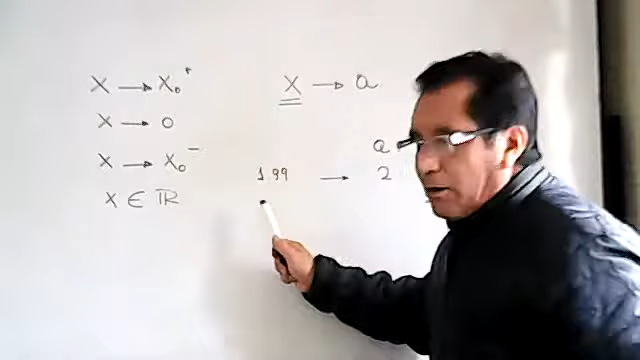 X → X₀⁺
X → 0
X → X₀⁻
X ∈ ℝ
X → a
a
1.99 → 2